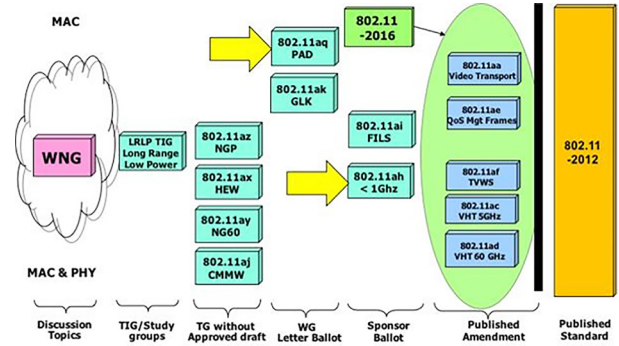 MAC
WNG
MAC & PHY
LRLP TIG
Long Range
Low Power
802.11az
NGP
802.11ax
HEW
802.11ay
NG60
802.11aj
CMMW
802.11aq
PAD
802.11ak
GLK
802.11
-2016
802.11ai
FILS
802.11ah
< 1Ghz
802.11aa
Video Transport
802.11ae
QoS Mgt Frames
802.11af
TVWS
802.11ac
VHT 5GHz
802.11ad
VHT 60 GHz
802.11
-2012
Discussion
Topics
TIG/Study
groups
TG without
Approved draft
WG
Letter Ballot
Sponsor
Ballot
Published
Amendment
Published
Standard